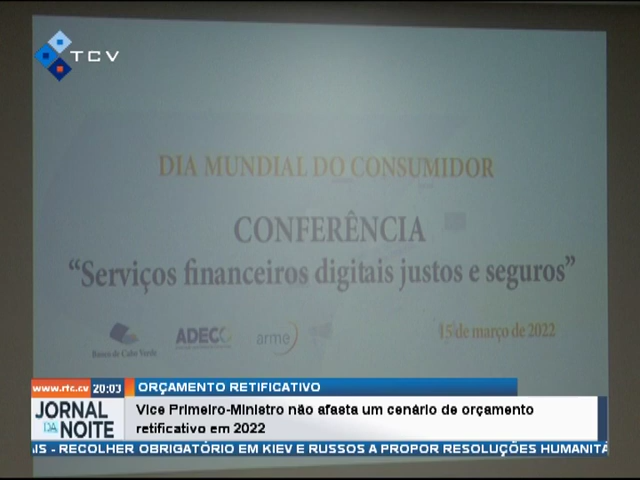 TCV
DIA MUNDIAL DO CONSUMIDOR
CONFERÊNCIA
“Serviços financeiros digitais justos e seguros”
Banco de Cabo Verde
ADECO
arme
15 de março de 2022
www.rtc.cv 20:03 ORÇAMENTO RETIFICATIVO
JORNAL DA NOITE
Vice Primeiro-Ministro não afasta um cenário de orçamento
retificativo em 2022
AIS - RECOLHER OBRIGATÓRIO EM KIEV E RUSSOS A PROPOR RESOLUÇÕES HUMANITÁ